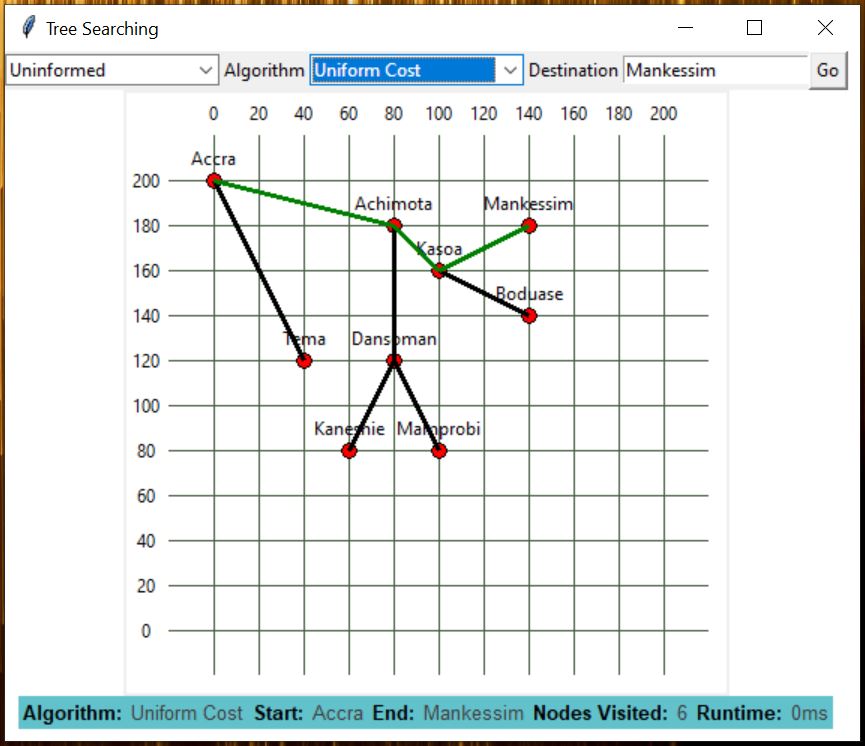 Tree Searching
Uninformed Algorithm Uniform Cost Destination Mankessim Go
0 20 40 60 80 100 120 140 160 180 200
Accra
200
Achimota Mankessim
180
Kasoa
160
Boduase
140
Tema Dansoman
120
100
Kaneshie Mamprobi
80
60
40
20
0
Algorithm: Uniform Cost Start: Accra End: Mankessim Nodes Visited: 6 Runtime: 0ms